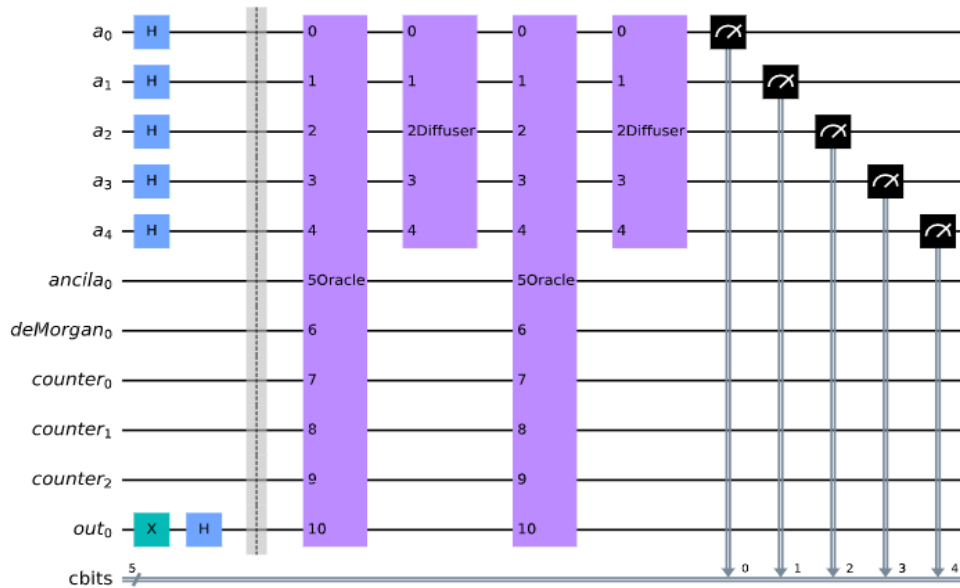 a0 H 0 0 0 0
a1 H 1 1 1 1
a2 H 2 2Diffuser 2 2Diffuser
a3 H 3 3 3 3
a4 H 4 4 4 4
ancila0 5Oracle 5Oracle
deMorgan0 6 6
counter0 7 7
counter1 8 8
counter2 9 9
out0 X H 10 10
cbits 5 0 1 2 3 4